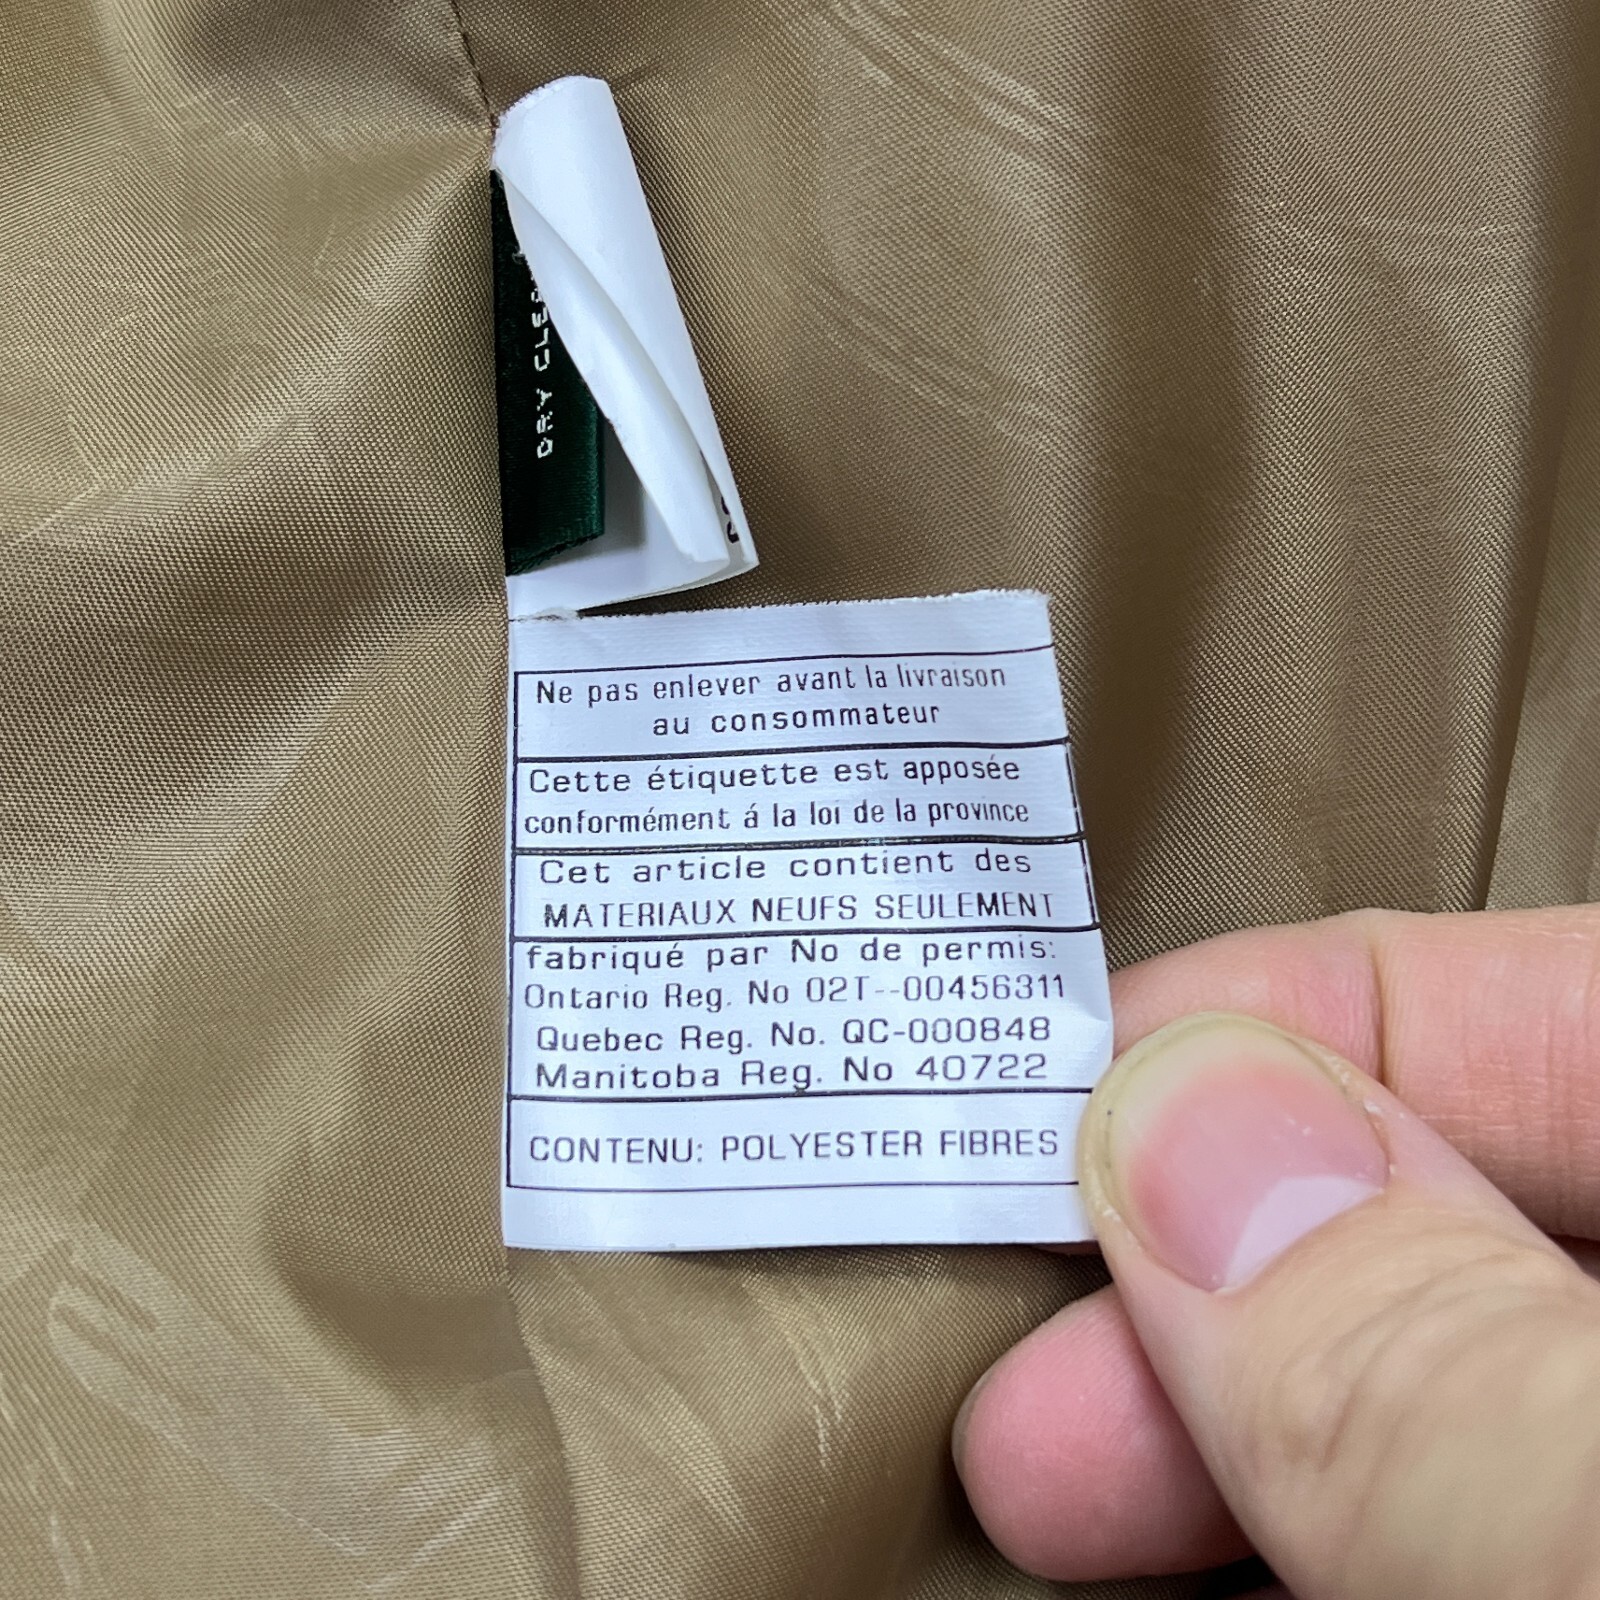 DRY
Ne pas enlever avant la livraison
au consommateur
Cette étiquette est apposée
conformément á la loi de la province
Cet article contient des
MATERIAUX NEUFS SEULEMENT
fabriqué par No de permis:
Ontario Reg. No 02T--00456311
Quebec Reg. No. QC-000848
Manitoba Reg. No 40722
CONTENU: POLYESTER FIBRES